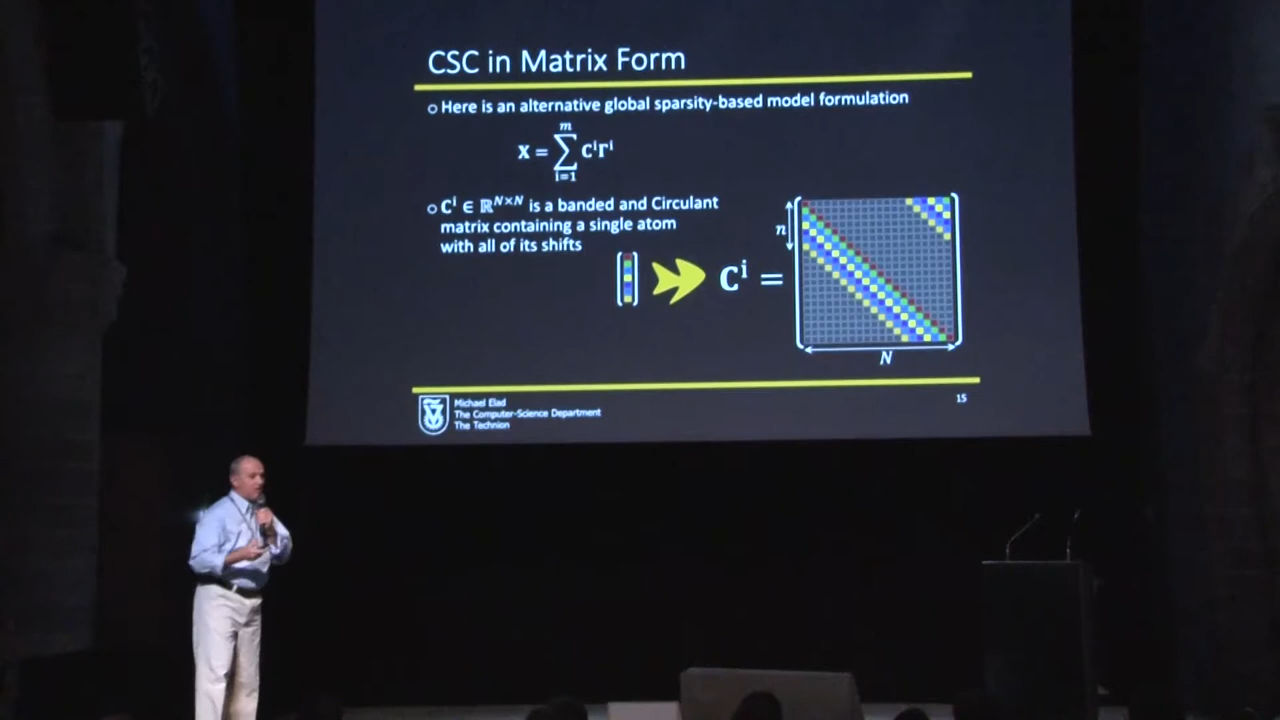 CSC in Matrix Form
Here is an alternative global sparsity-based model formulation
X = ∑_{i=1}^{m} CⁱΓⁱ
Cⁱ ∈ ℝ^{N×N} is a banded and Circulant
matrix containing a single atom
with all of its shifts
n
Cⁱ =
N
Michael Elad
The Computer-Science Department
The Technion
15